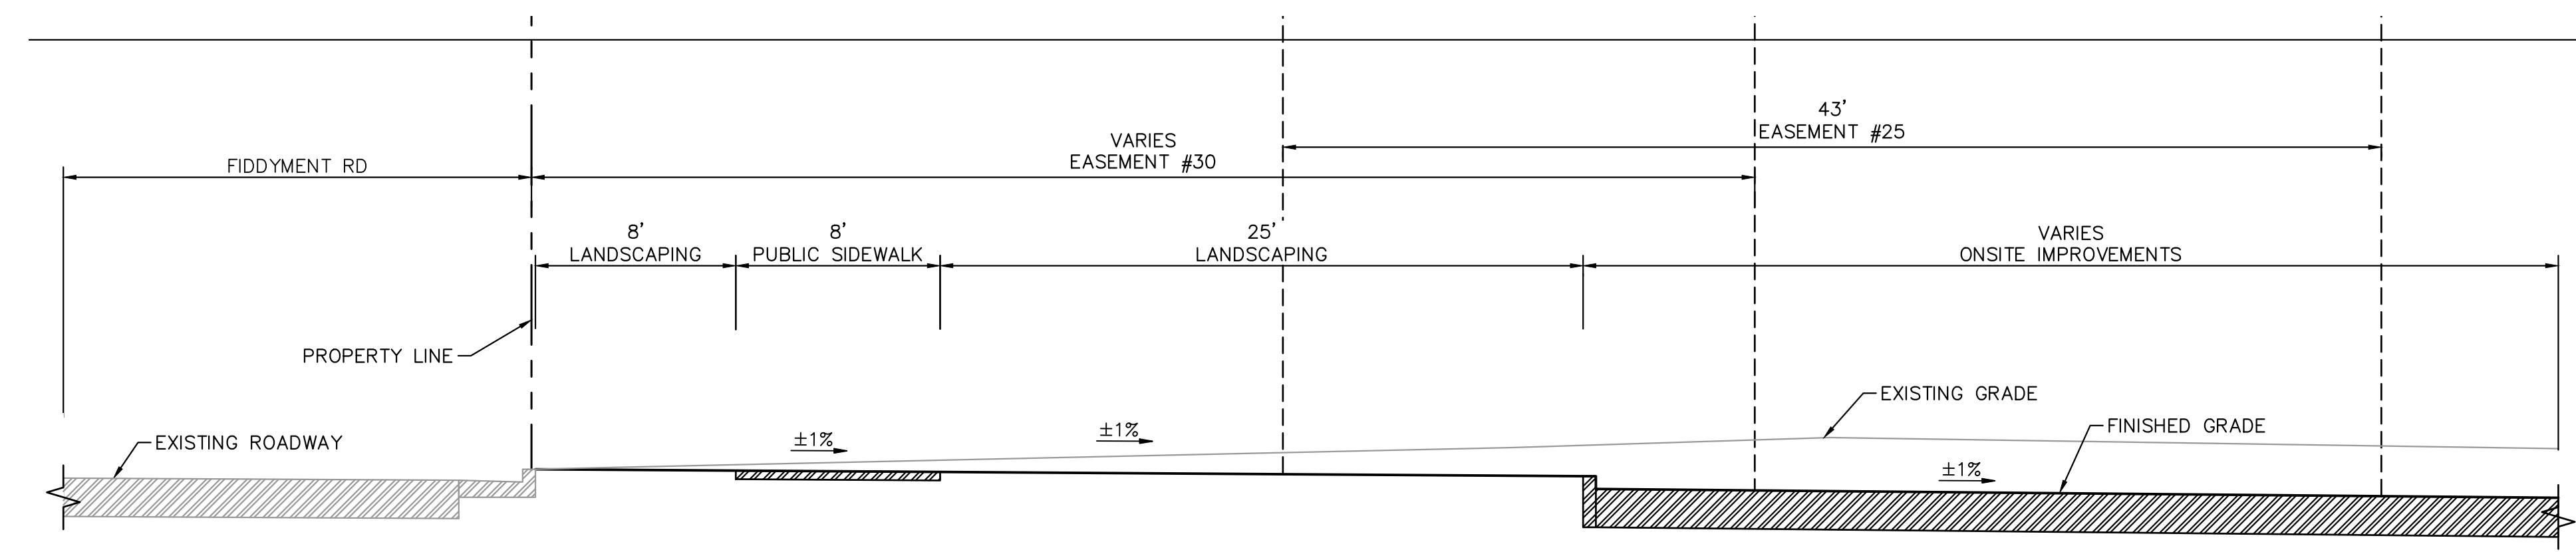 43'
EASEMENT #25
VARIES
EASEMENT #30
FIDDYMENT RD
8'
LANDSCAPING
8'
PUBLIC SIDEWALK
25'
LANDSCAPING
VARIES
ONSITE IMPROVEMENTS
PROPERTY LINE
EXISTING GRADE
FINISHED GRADE
EXISTING ROADWAY
±1%
±1%
±1%